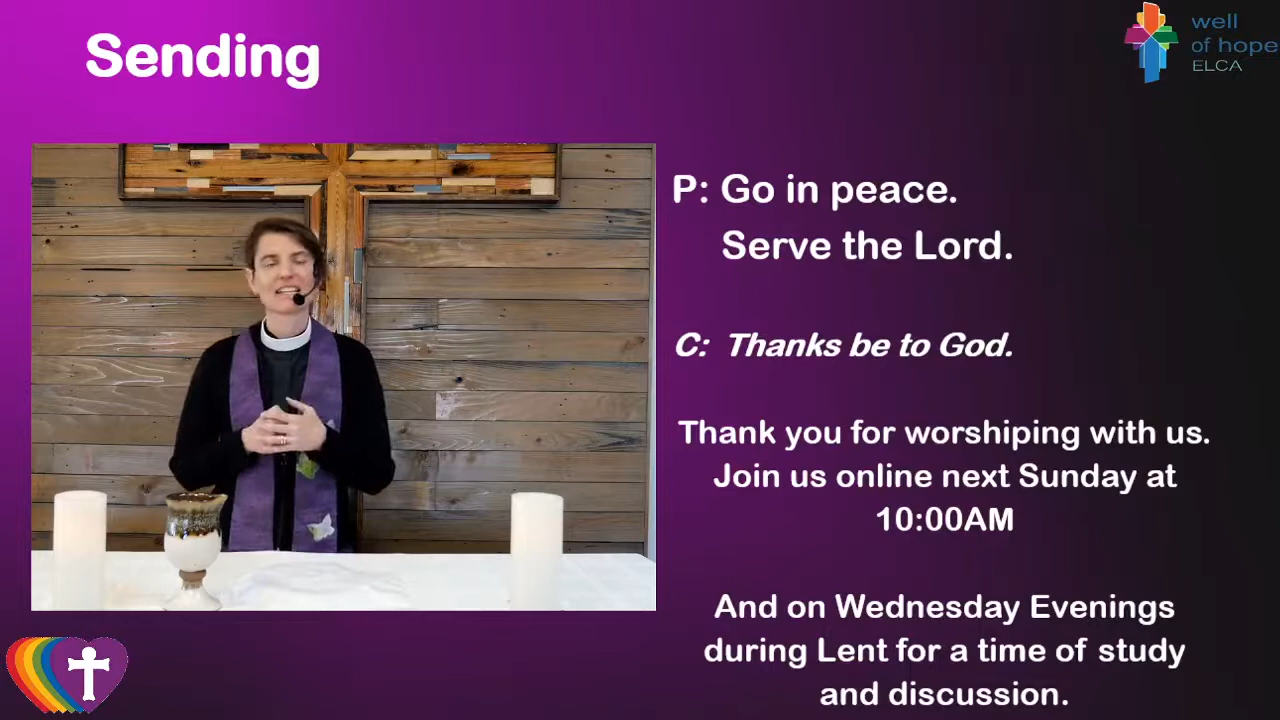 Sending
well
of hope
ELCA
P: Go in peace.
Serve the Lord.
C: Thanks be to God.
Thank you for worshiping with us.
Join us online next Sunday at
10:00AM
And on Wednesday Evenings
during Lent for a time of study
and discussion.